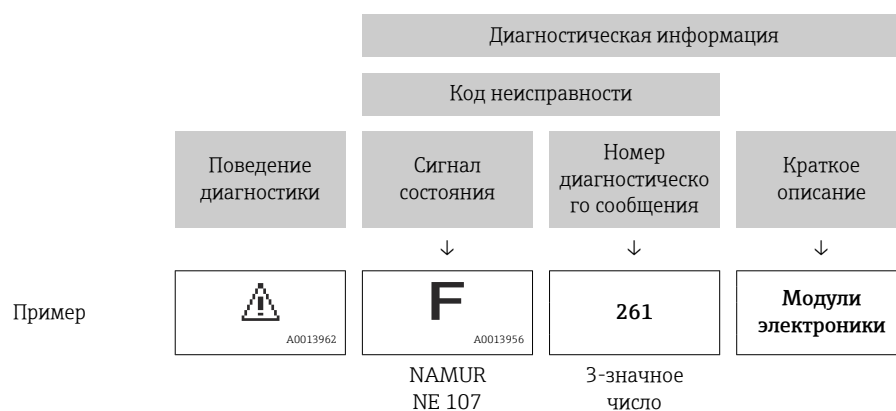 Диагностическая информация
Код неисправности
Поведение
диагностики
Сигнал
состояния
Номер
диагностическо
го сообщения
Краткое
описание
↓ ↓ ↓
Пример
A0013962
F
A0013956
261
Модули
электроники
NAMUR
NE 107
3-значное
число